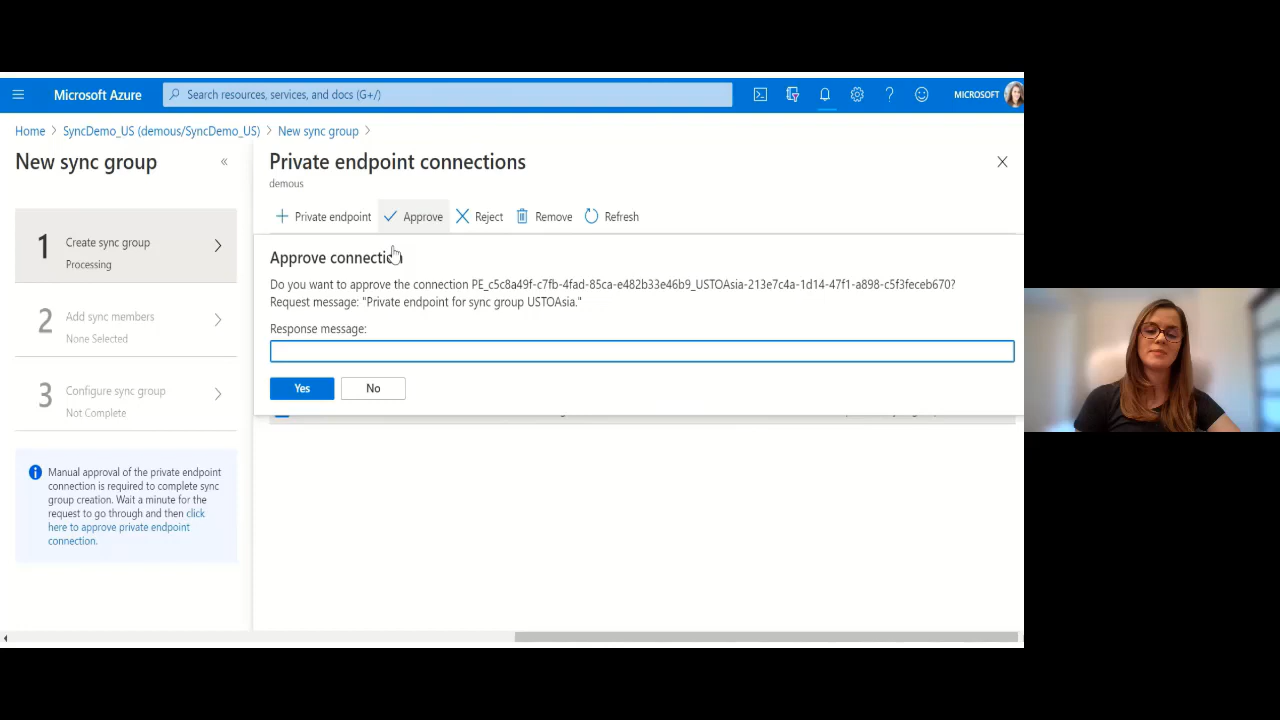 Microsoft Azure
Search resources, services, and docs (G+/)
MICROSOFT
Home > SyncDemo_US (demous/SyncDemo_US) > New sync group >
New sync group
«
1
Create sync group
Processing
2
Add sync members
None Selected
3
Configure sync group
Not Complete
Manual approval of the private endpoint
connection is required to complete sync
group creation. Wait a minute for the
request to go through and then click
here to approve private endpoint
connection.
Private endpoint connections
demous
Private endpoint Approve Reject Remove Refresh
Approve connection
Do you want to approve the connection PE_c5c8a49f-c7fb-4fad-85ca-e482b33e46b9_USTOAsia-213e7c4a-1d14-47f1-a898-c5f3feceb670?
Request message: "Private endpoint for sync group USTOAsia."
Response message:
Yes No